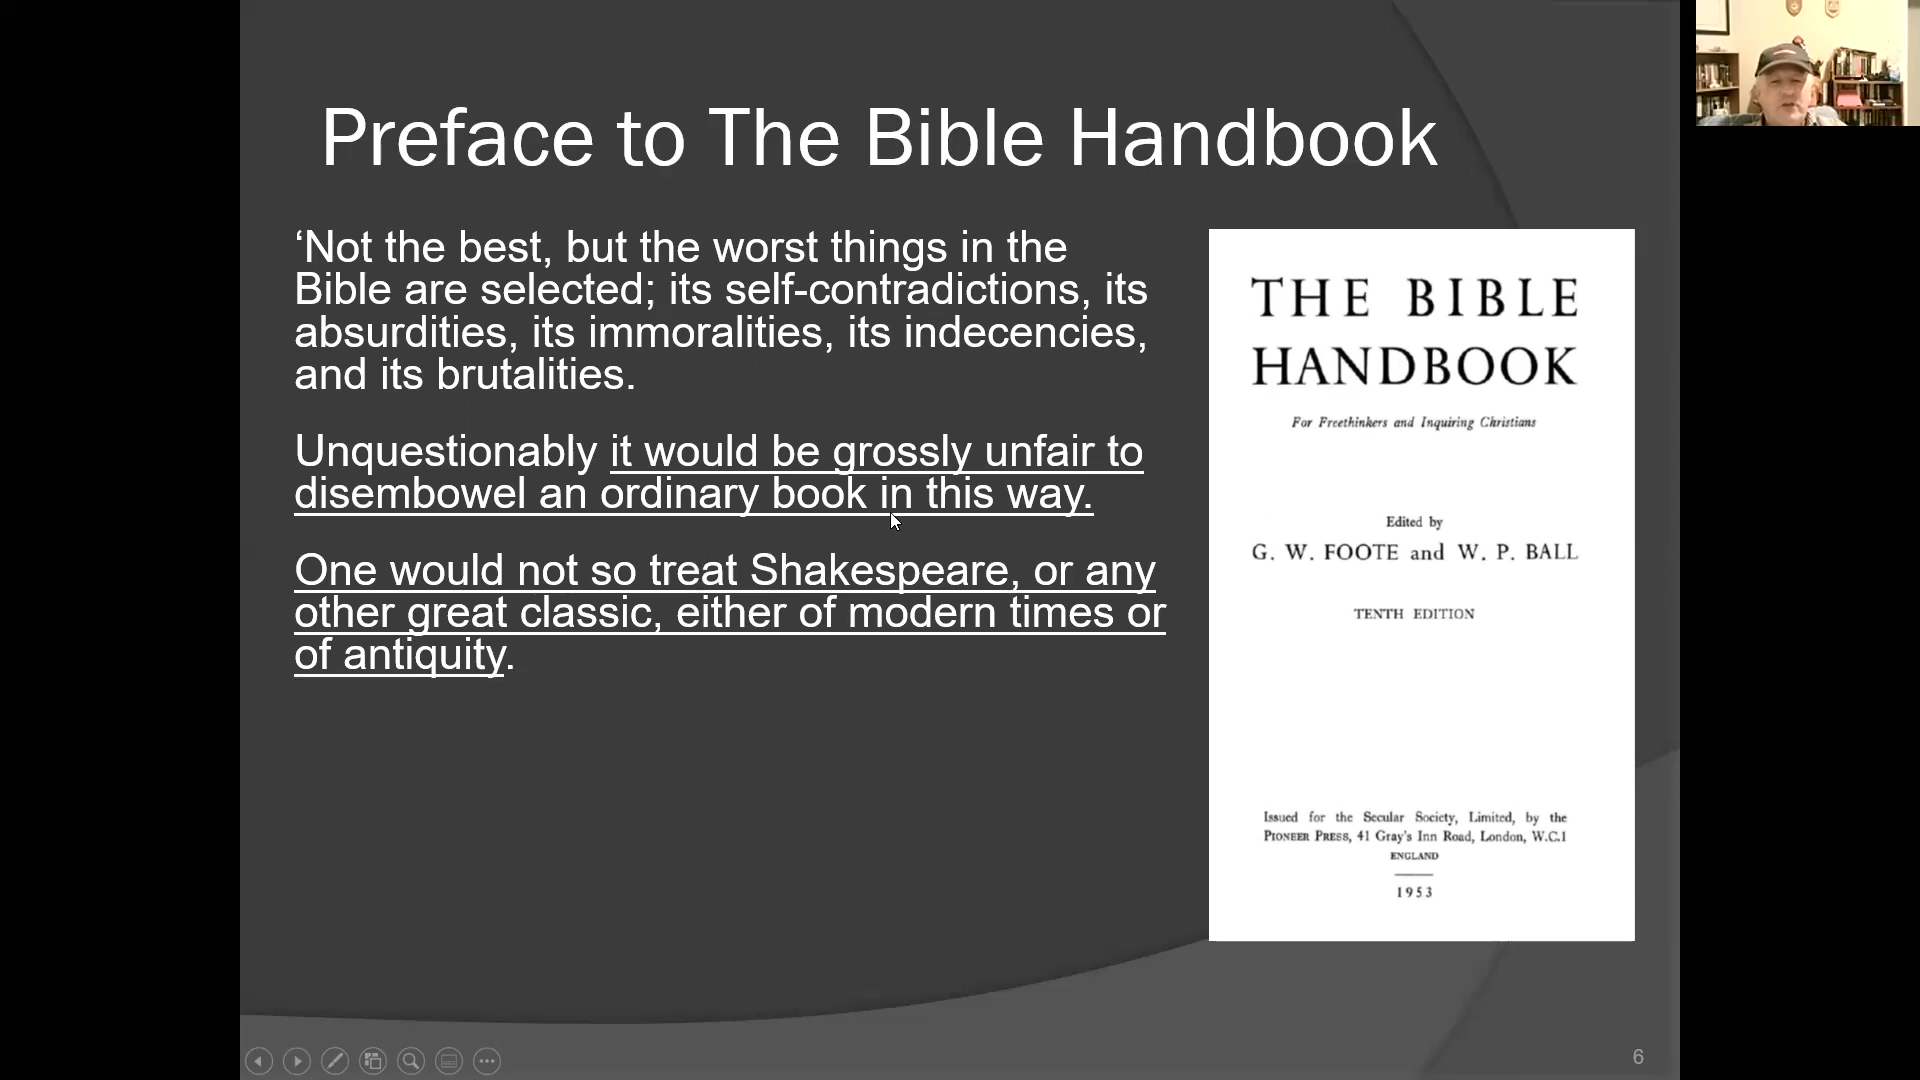 Preface to The Bible Handbook
‘Not the best, but the worst things in the
Bible are selected; its self-contradictions, its
absurdities, its immoralities, its indecencies,
and its brutalities.
Unquestionably it would be grossly unfair to
disembowel an ordinary book in this way.
One would not so treat Shakespeare, or any
other great classic, either of modern times or
of antiquity.
THE BIBLE
HANDBOOK
For Freethinkers and Inquiring Christians
Edited by
G. W. FOOTE and W. P. BALL
TENTH EDITION
Issued for the Secular Society, Limited, by the
PIONEER PRESS, 41 Gray's Inn Road, London, W.C.1
ENGLAND
1953
6